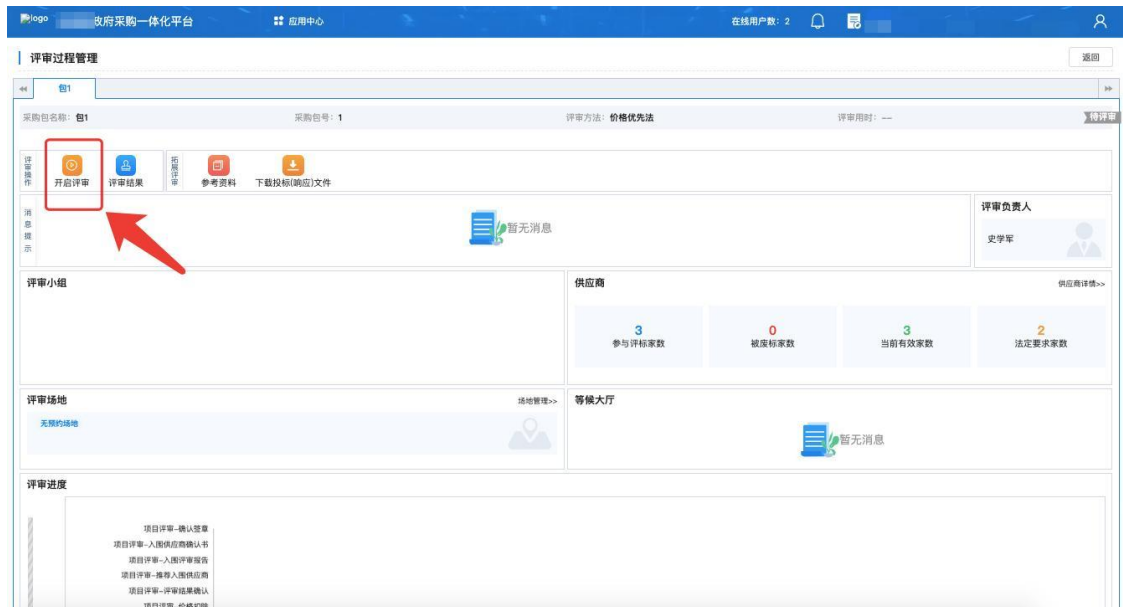 logo 政府采购一体化平台 应用中心 在线用户数：2
评审过程管理 返回
包1
采购包名称：包1 采购包号：1 评审方法：价格优先法 评审用时：-- 待评审
评审操作 开启评审 评审结果 拓展评审 参考资料 下载投标(响应)文件
消息提示 暂无消息
评审负责人
史学军
评审小组
供应商 供应商详情>>
3 0 3 2
参与评标家数 被废标家数 当前有效家数 法定要求家数
评审场地 场地管理>> 等候大厅
无预约场地
暂无消息
评审进度
项目评审-确认签章
项目评审-入围供应商确认书
项目评审-入围评审报告
项目评审-推荐入围供应商
项目评审-评审结果确认
项目评审-价格扣除